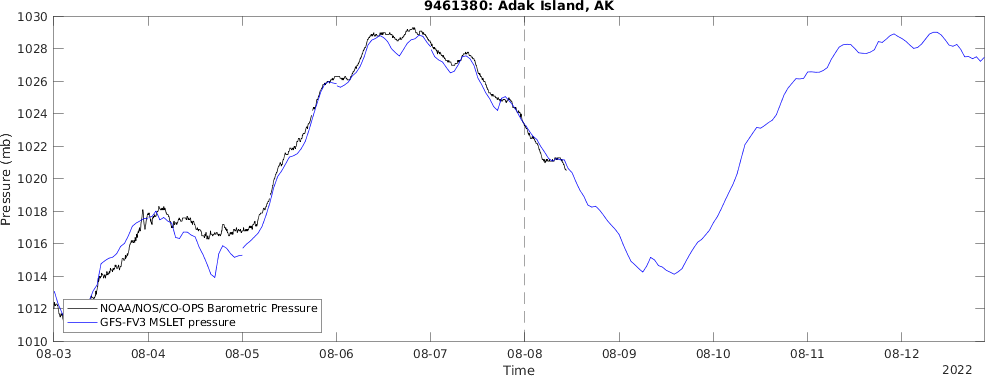 9461380: Adak Island, AK
Pressure (mb)
1030
1028
1026
1024
1022
1020
1018
1016
1014
1012
1010
NOAA/NOS/CO-OPS Barometric Pressure
GFS-FV3 MSLET pressure
08-03 08-04 08-05 08-06 08-07 08-08 08-09 08-10 08-11 08-12
Time
2022